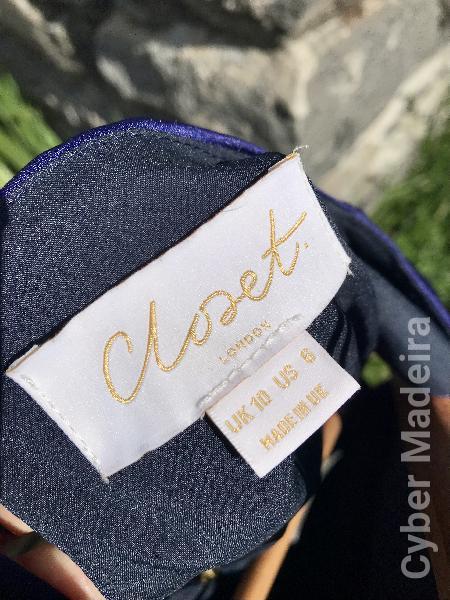 Closet.
LONDON
UK 10 US 6
MADE IN UK
Cyber Madeira